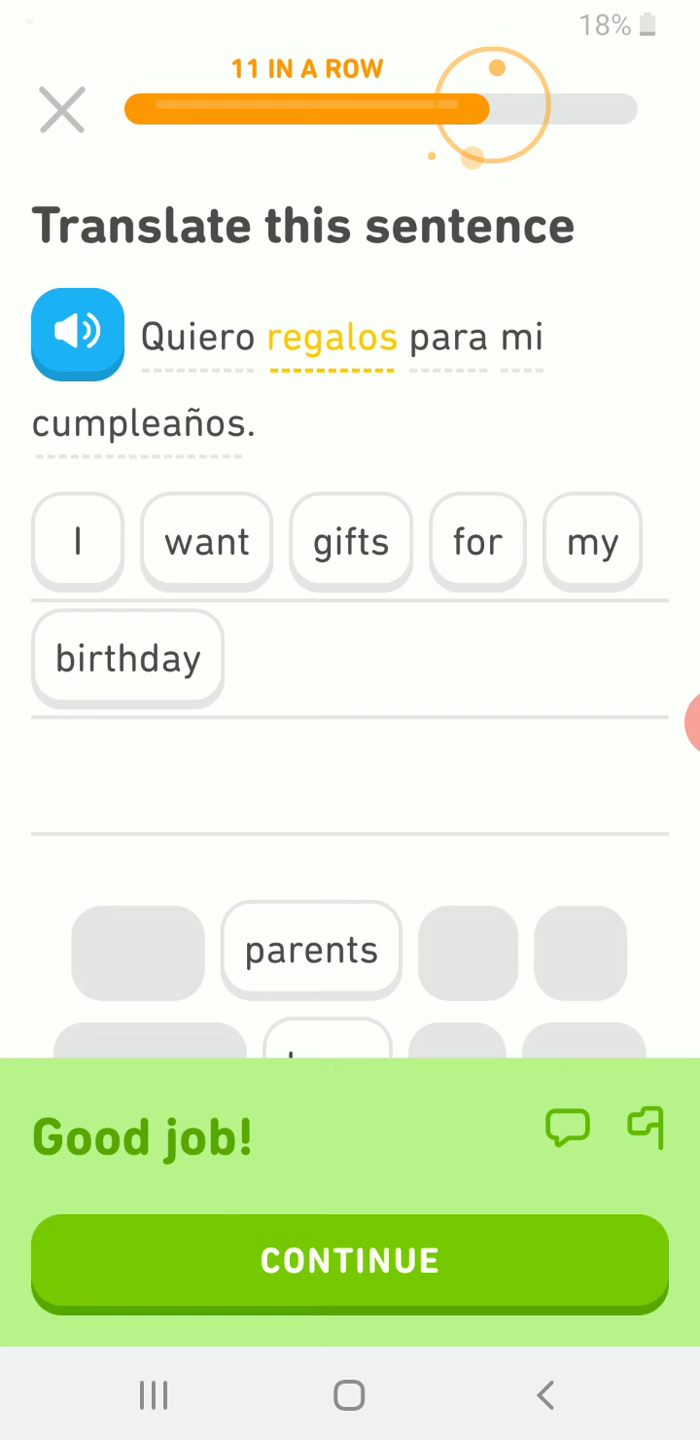 18%
11 IN A ROW
Translate this sentence
Quiero regalos para mi
cumpleaños.
I want gifts for my
birthday
parents
Good job!
CONTINUE